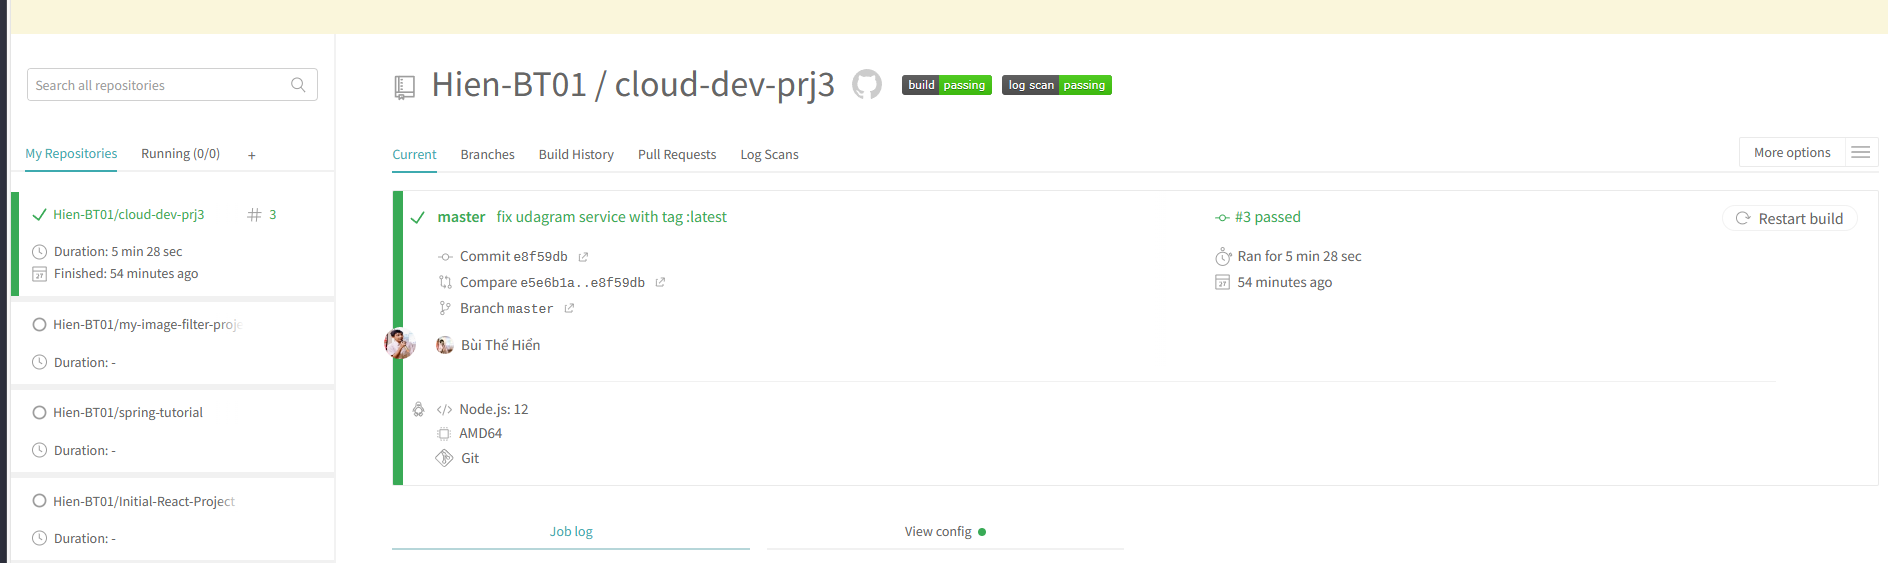 Search all repositories
My Repositories Running (0/0) +
Hien-BT01/cloud-dev-prj3 # 3
Duration: 5 min 28 sec
Finished: 54 minutes ago
Hien-BT01/my-image-filter-proje
Duration: -
Hien-BT01/spring-tutorial
Duration: -
Hien-BT01/Initial-React-Project
Duration: -
Hien-BT01 / cloud-dev-prj3 build passing log scan passing
Current Branches Build History Pull Requests Log Scans More options
master fix udagram service with tag :latest
Commit e8f59db
Compare e5e6b1a..e8f59db
Branch master
Bùi Thế Hiển
#3 passed
Ran for 5 min 28 sec
54 minutes ago
Restart build
Node.js: 12
AMD64
Git
Job log View config